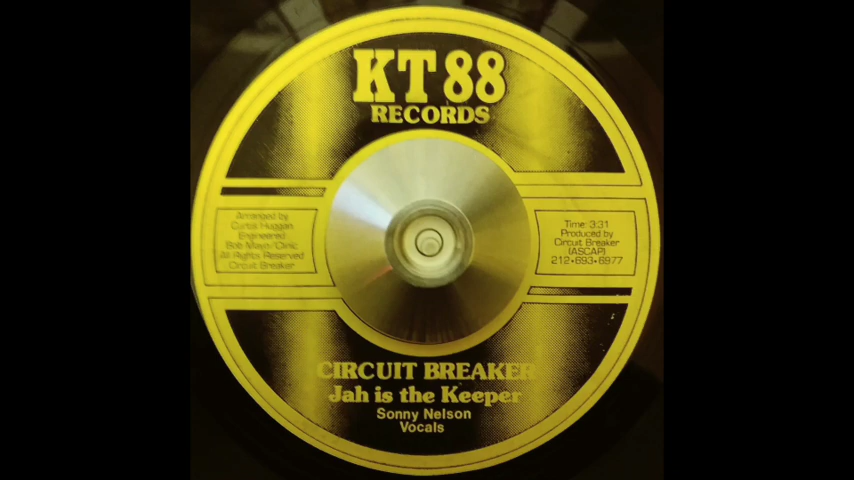 KT 88
RECORDS
Arranged by
Curtis Huggan
Engineered
Bob Mayo/Clinic
All Rights Reserved
Circuit Breaker
Time: 3:31
Produced by
Circuit Breaker
(ASCAP)
212•693•6977
CIRCUIT BREAKER
Jah is the Keeper
Sonny Nelson
Vocals